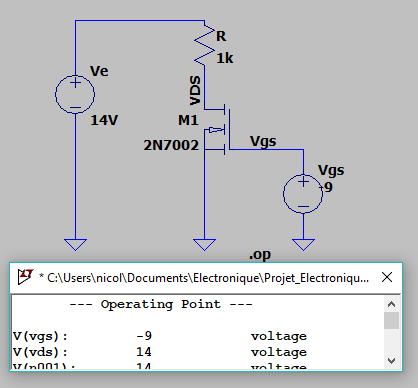 R
1k
Ve
14V
VDS
M1
2N7002
Vgs
Vgs
-9
.op
* C:\Users\nicol\Documents\Electronique\Projet_Electroniqu...
--- Operating Point ---
V(vgs): -9 voltage
V(vds): 14 voltage
V(n001): 14 voltage